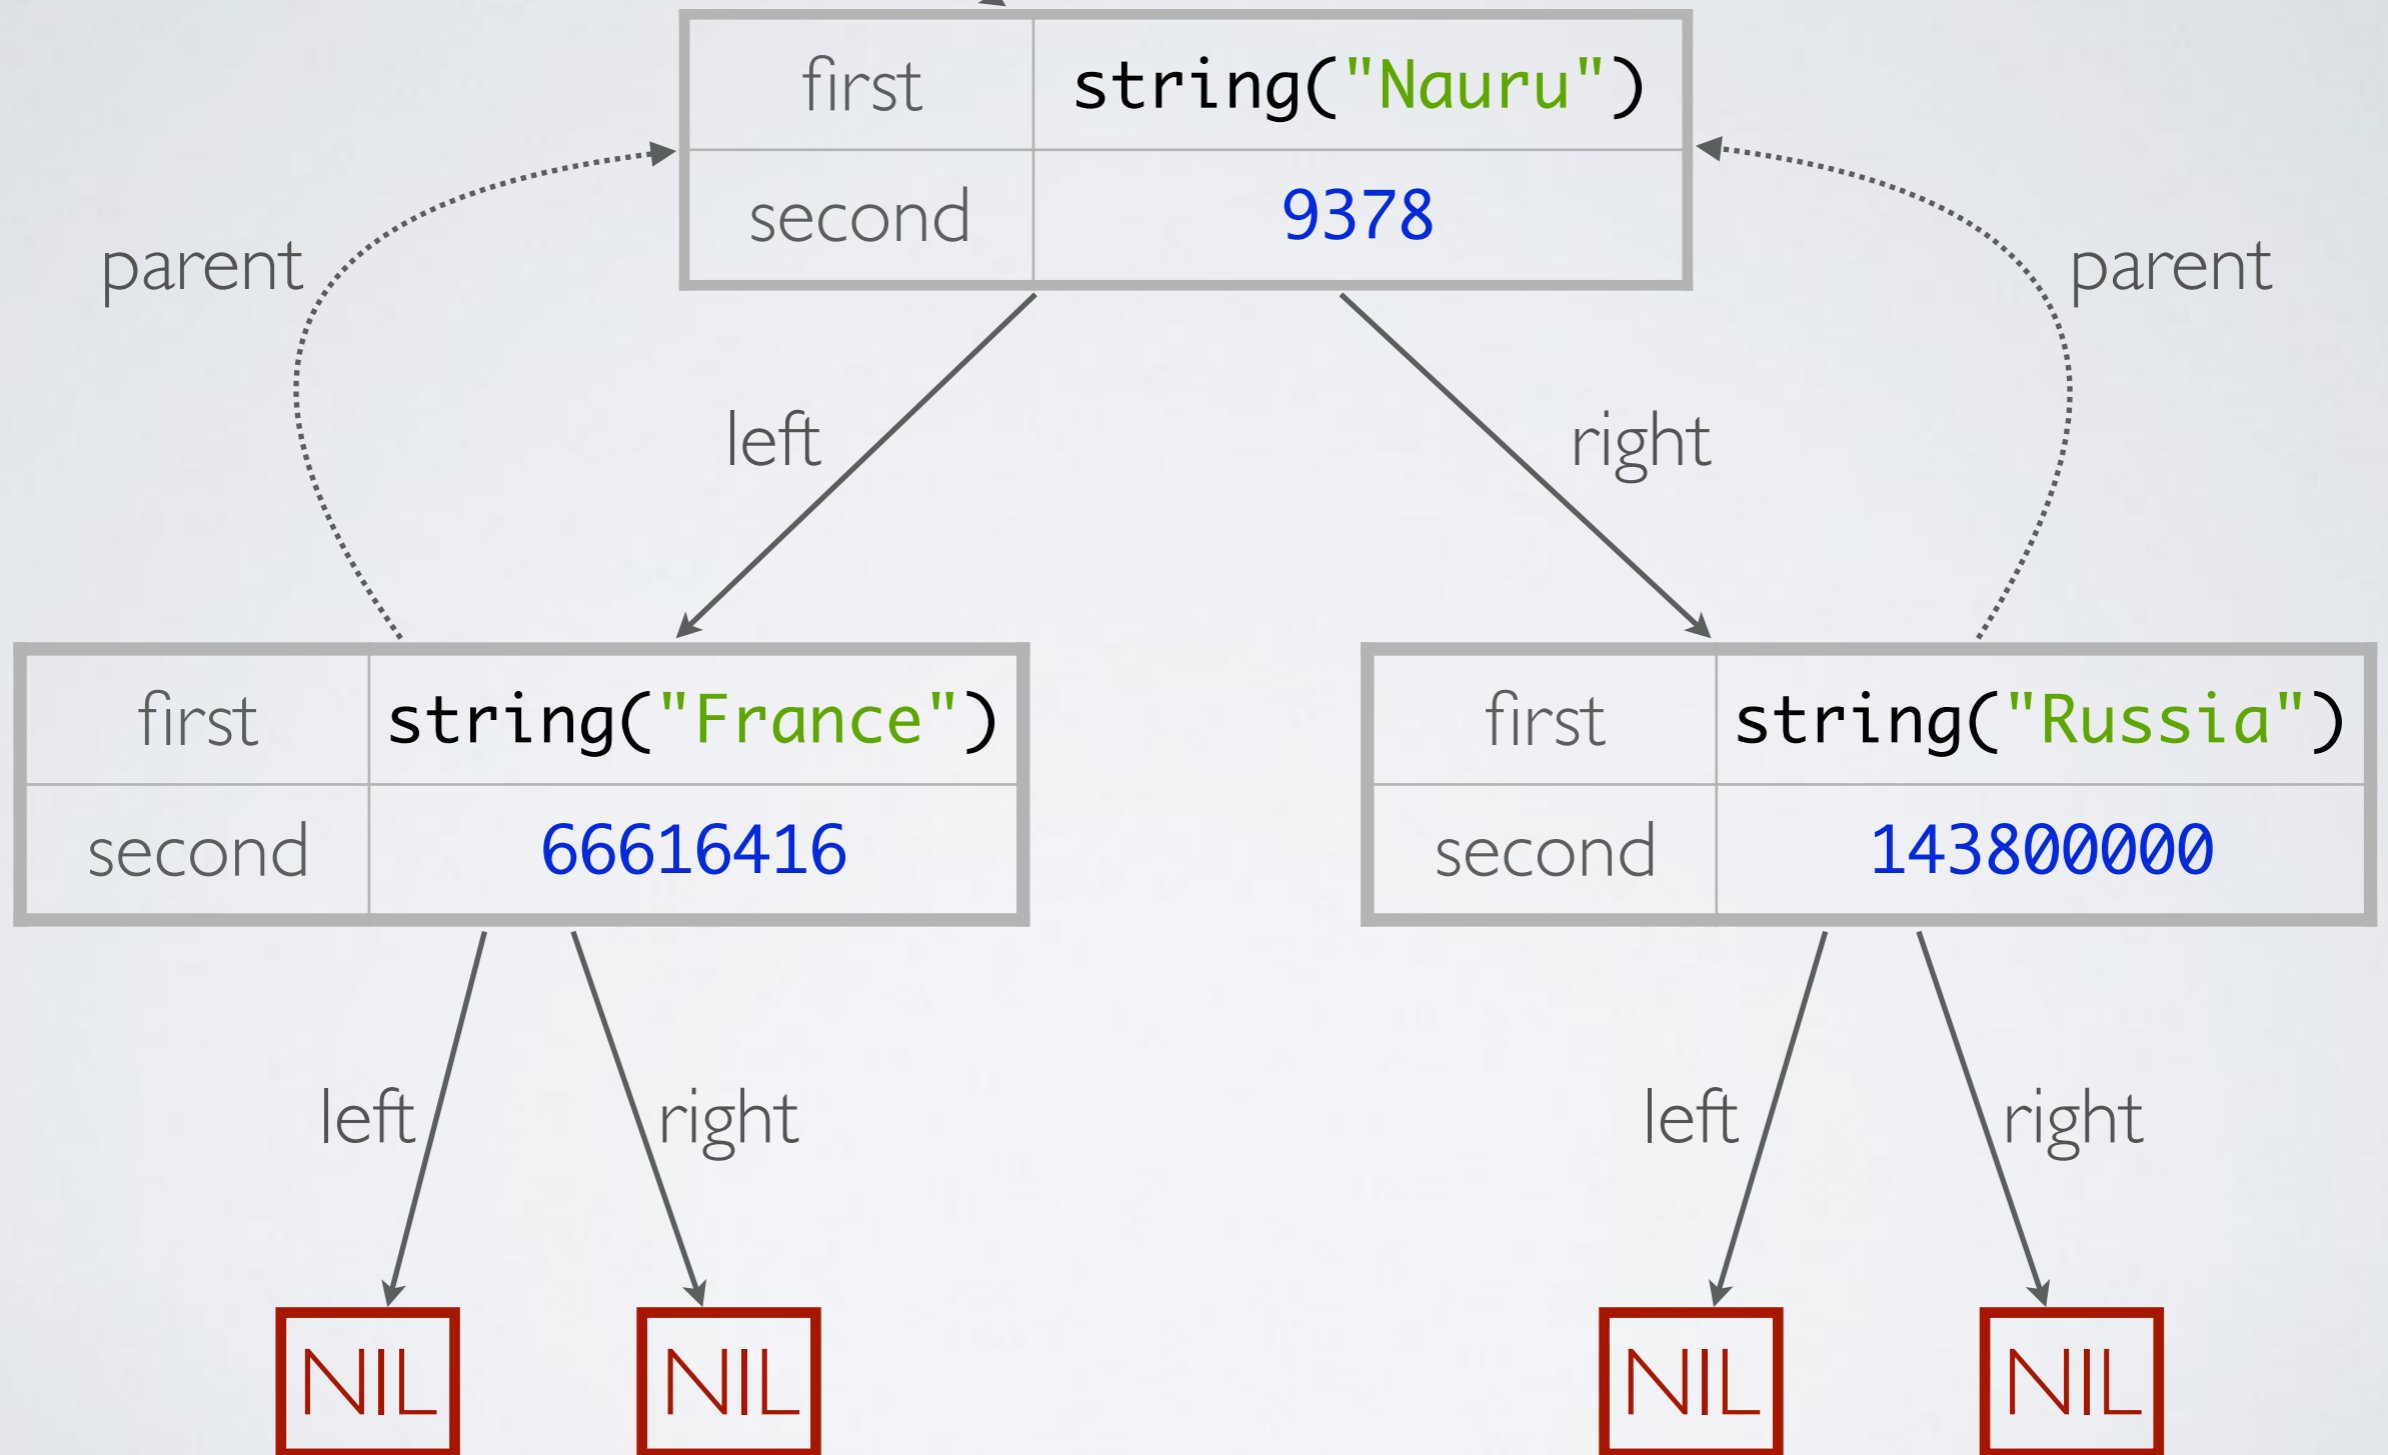 first string("Nauru")
second 9378
parent parent
left right
first string("France")
second 66616416
first string("Russia")
second 143800000
left right left right
NIL NIL NIL NIL